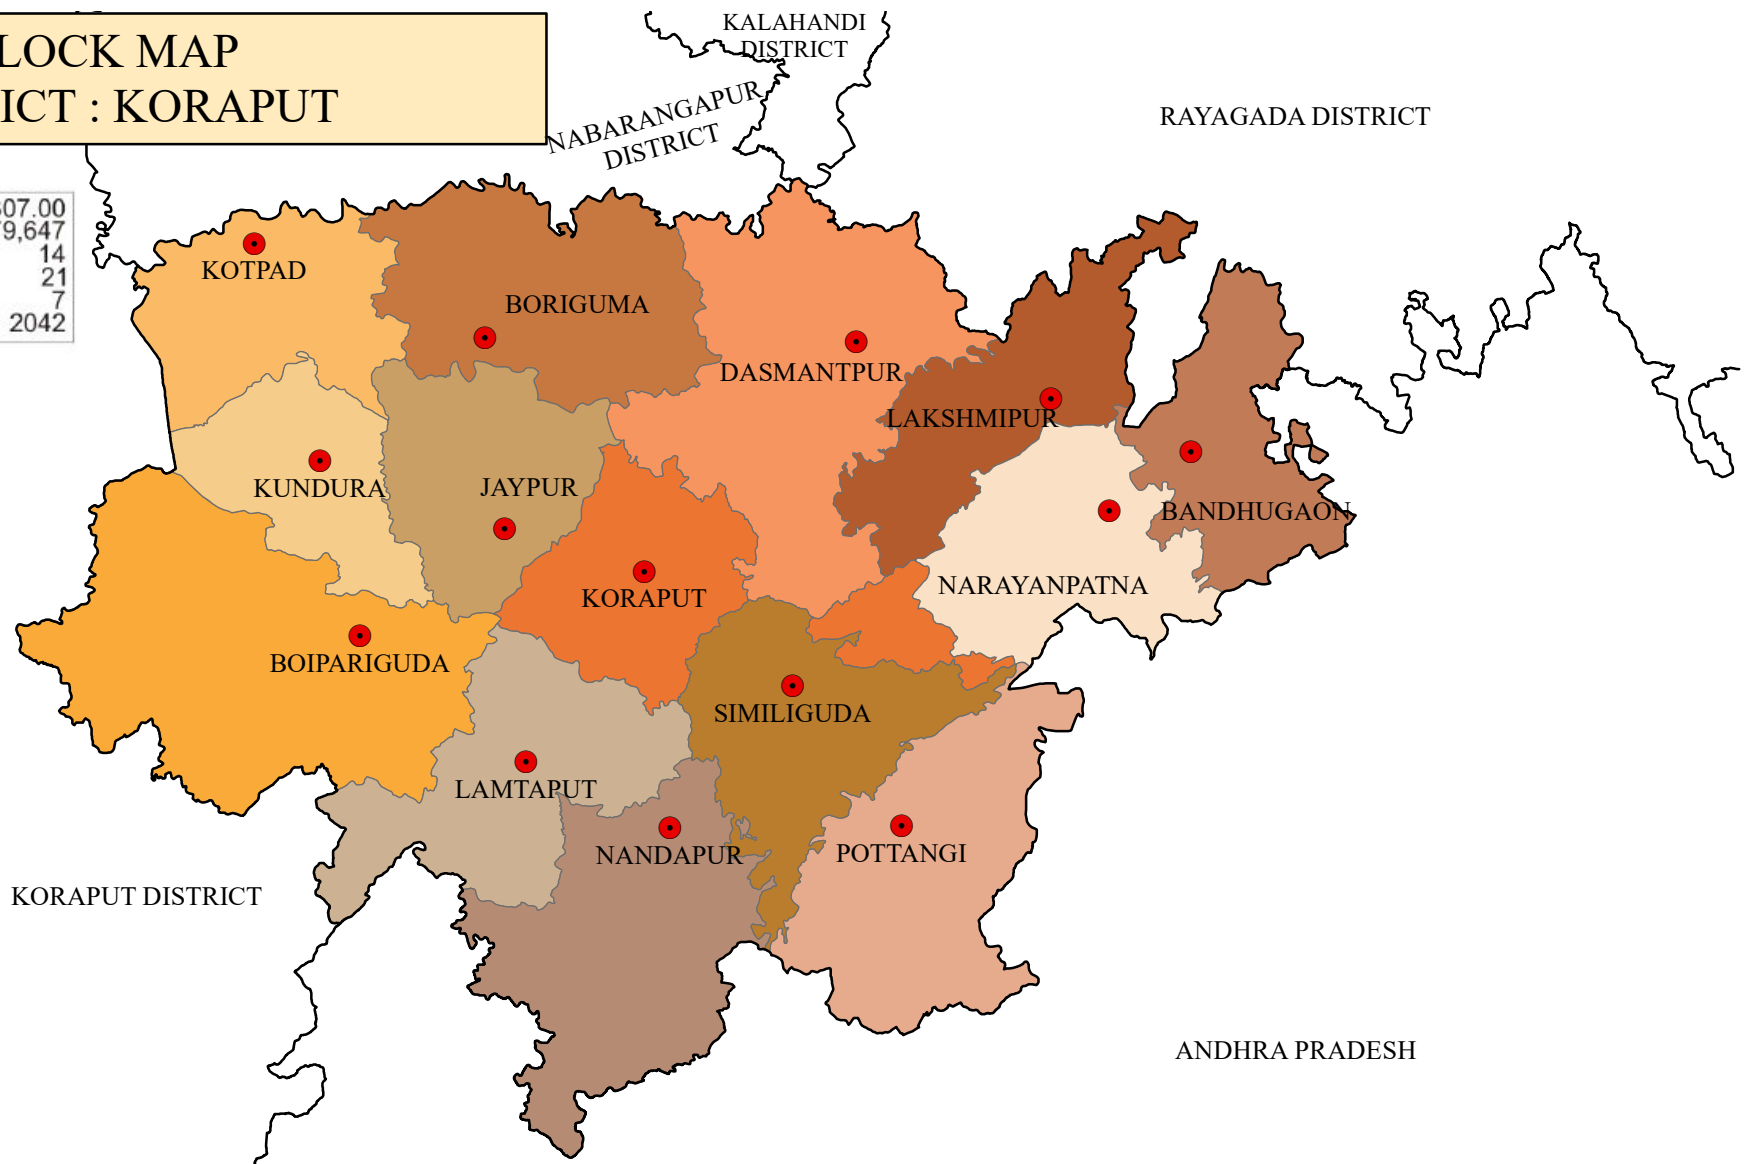 LOCK MAP
ICT : KORAPUT
KALAHANDI
DISTRICT
NABARANGAPUR
DISTRICT
RAYAGADA DISTRICT
07.00
9,647
14
21
7
2042
KOTPAD
BORIGUMA
DASMANTPUR
LAKSHMIPUR
KUNDURA
JAYPUR
BANDHUGAON
NARAYANPATNA
KORAPUT
BOIPARIGUDA
SIMILIGUDA
LAMTAPUT
NANDAPUR
POTTANGI
KORAPUT DISTRICT
ANDHRA PRADESH